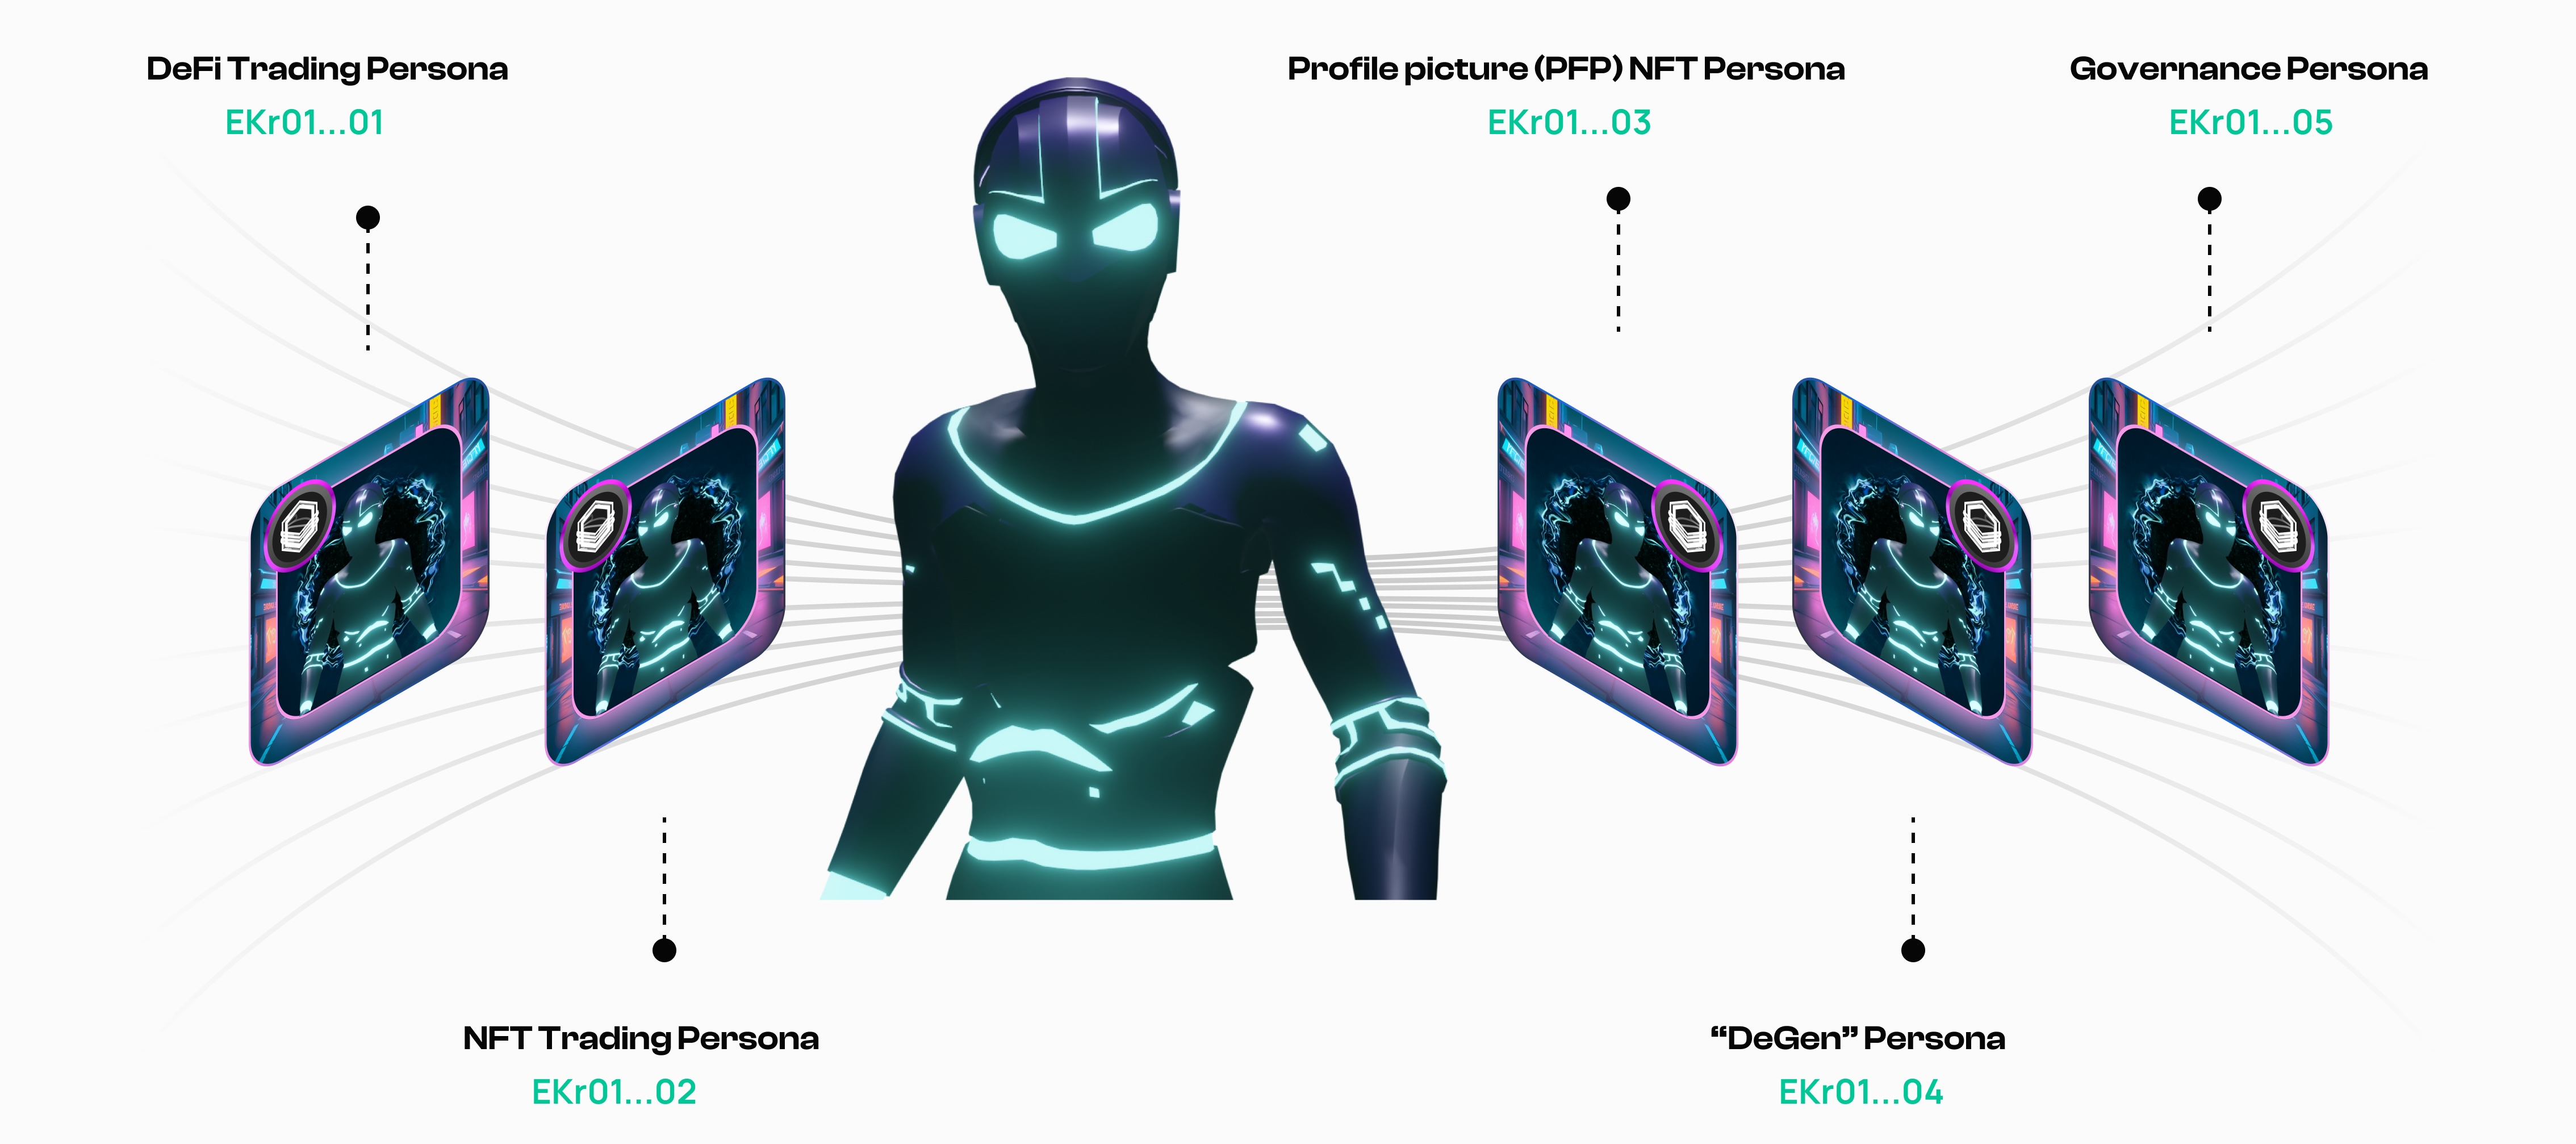 DeFi Trading Persona
EKr01...01
Profile picture (PFP) NFT Persona
EKr01...03
Governance Persona
EKr01...05
NFT Trading Persona
EKr01...02
“DeGen” Persona
EKr01...04